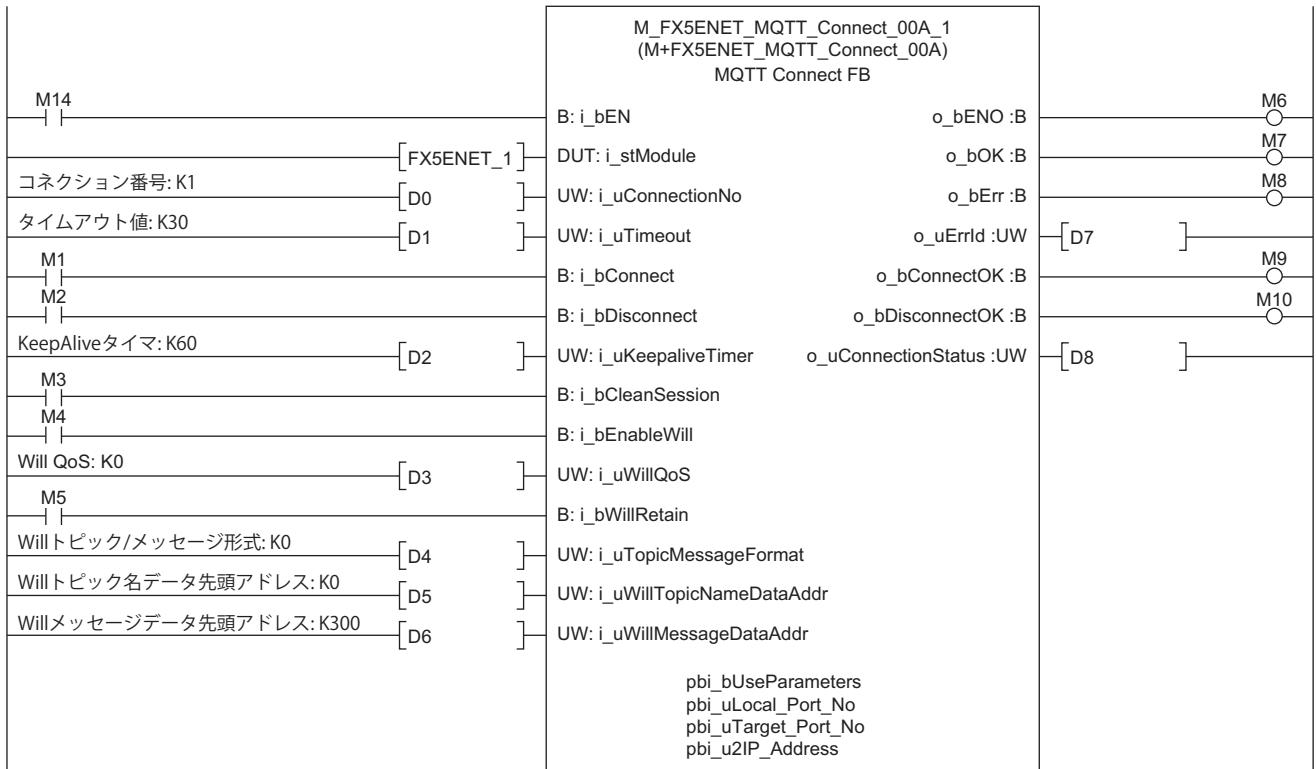 M_FX5ENET_MQTT_Connect_00A_1
(M+FX5ENET_MQTT_Connect_00A)
MQTT Connect FB
M14
B: i_bEN
o_bENO :B
M6
FX5ENET_1
DUT: i_stModule
o_bOK :B
M7
コネクション番号: K1
D0
UW: i_uConnectionNo
o_bErr :B
M8
タイムアウト値: K30
D1
UW: i_uTimeout
o_uErrId :UW
D7
M1
B: i_bConnect
o_bConnectOK :B
M9
M2
B: i_bDisconnect
o_bDisconnectOK :B
M10
KeepAliveタイマ: K60
D2
UW: i_uKeepaliveTimer
o_uConnectionStatus :UW
D8
M3
B: i_bCleanSession
M4
B: i_bEnableWill
Will QoS: K0
D3
UW: i_uWillQoS
M5
B: i_bWillRetain
Willトピック/メッセージ形式: K0
D4
UW: i_uTopicMessageFormat
Willトピック名データ先頭アドレス: K0
D5
UW: i_uWillTopicNameDataAddr
Willメッセージデータ先頭アドレス: K300
D6
UW: i_uWillMessageDataAddr
pbi_bUseParameters
pbi_uLocal_Port_No
pbi_uTarget_Port_No
pbi_u2IP_Address